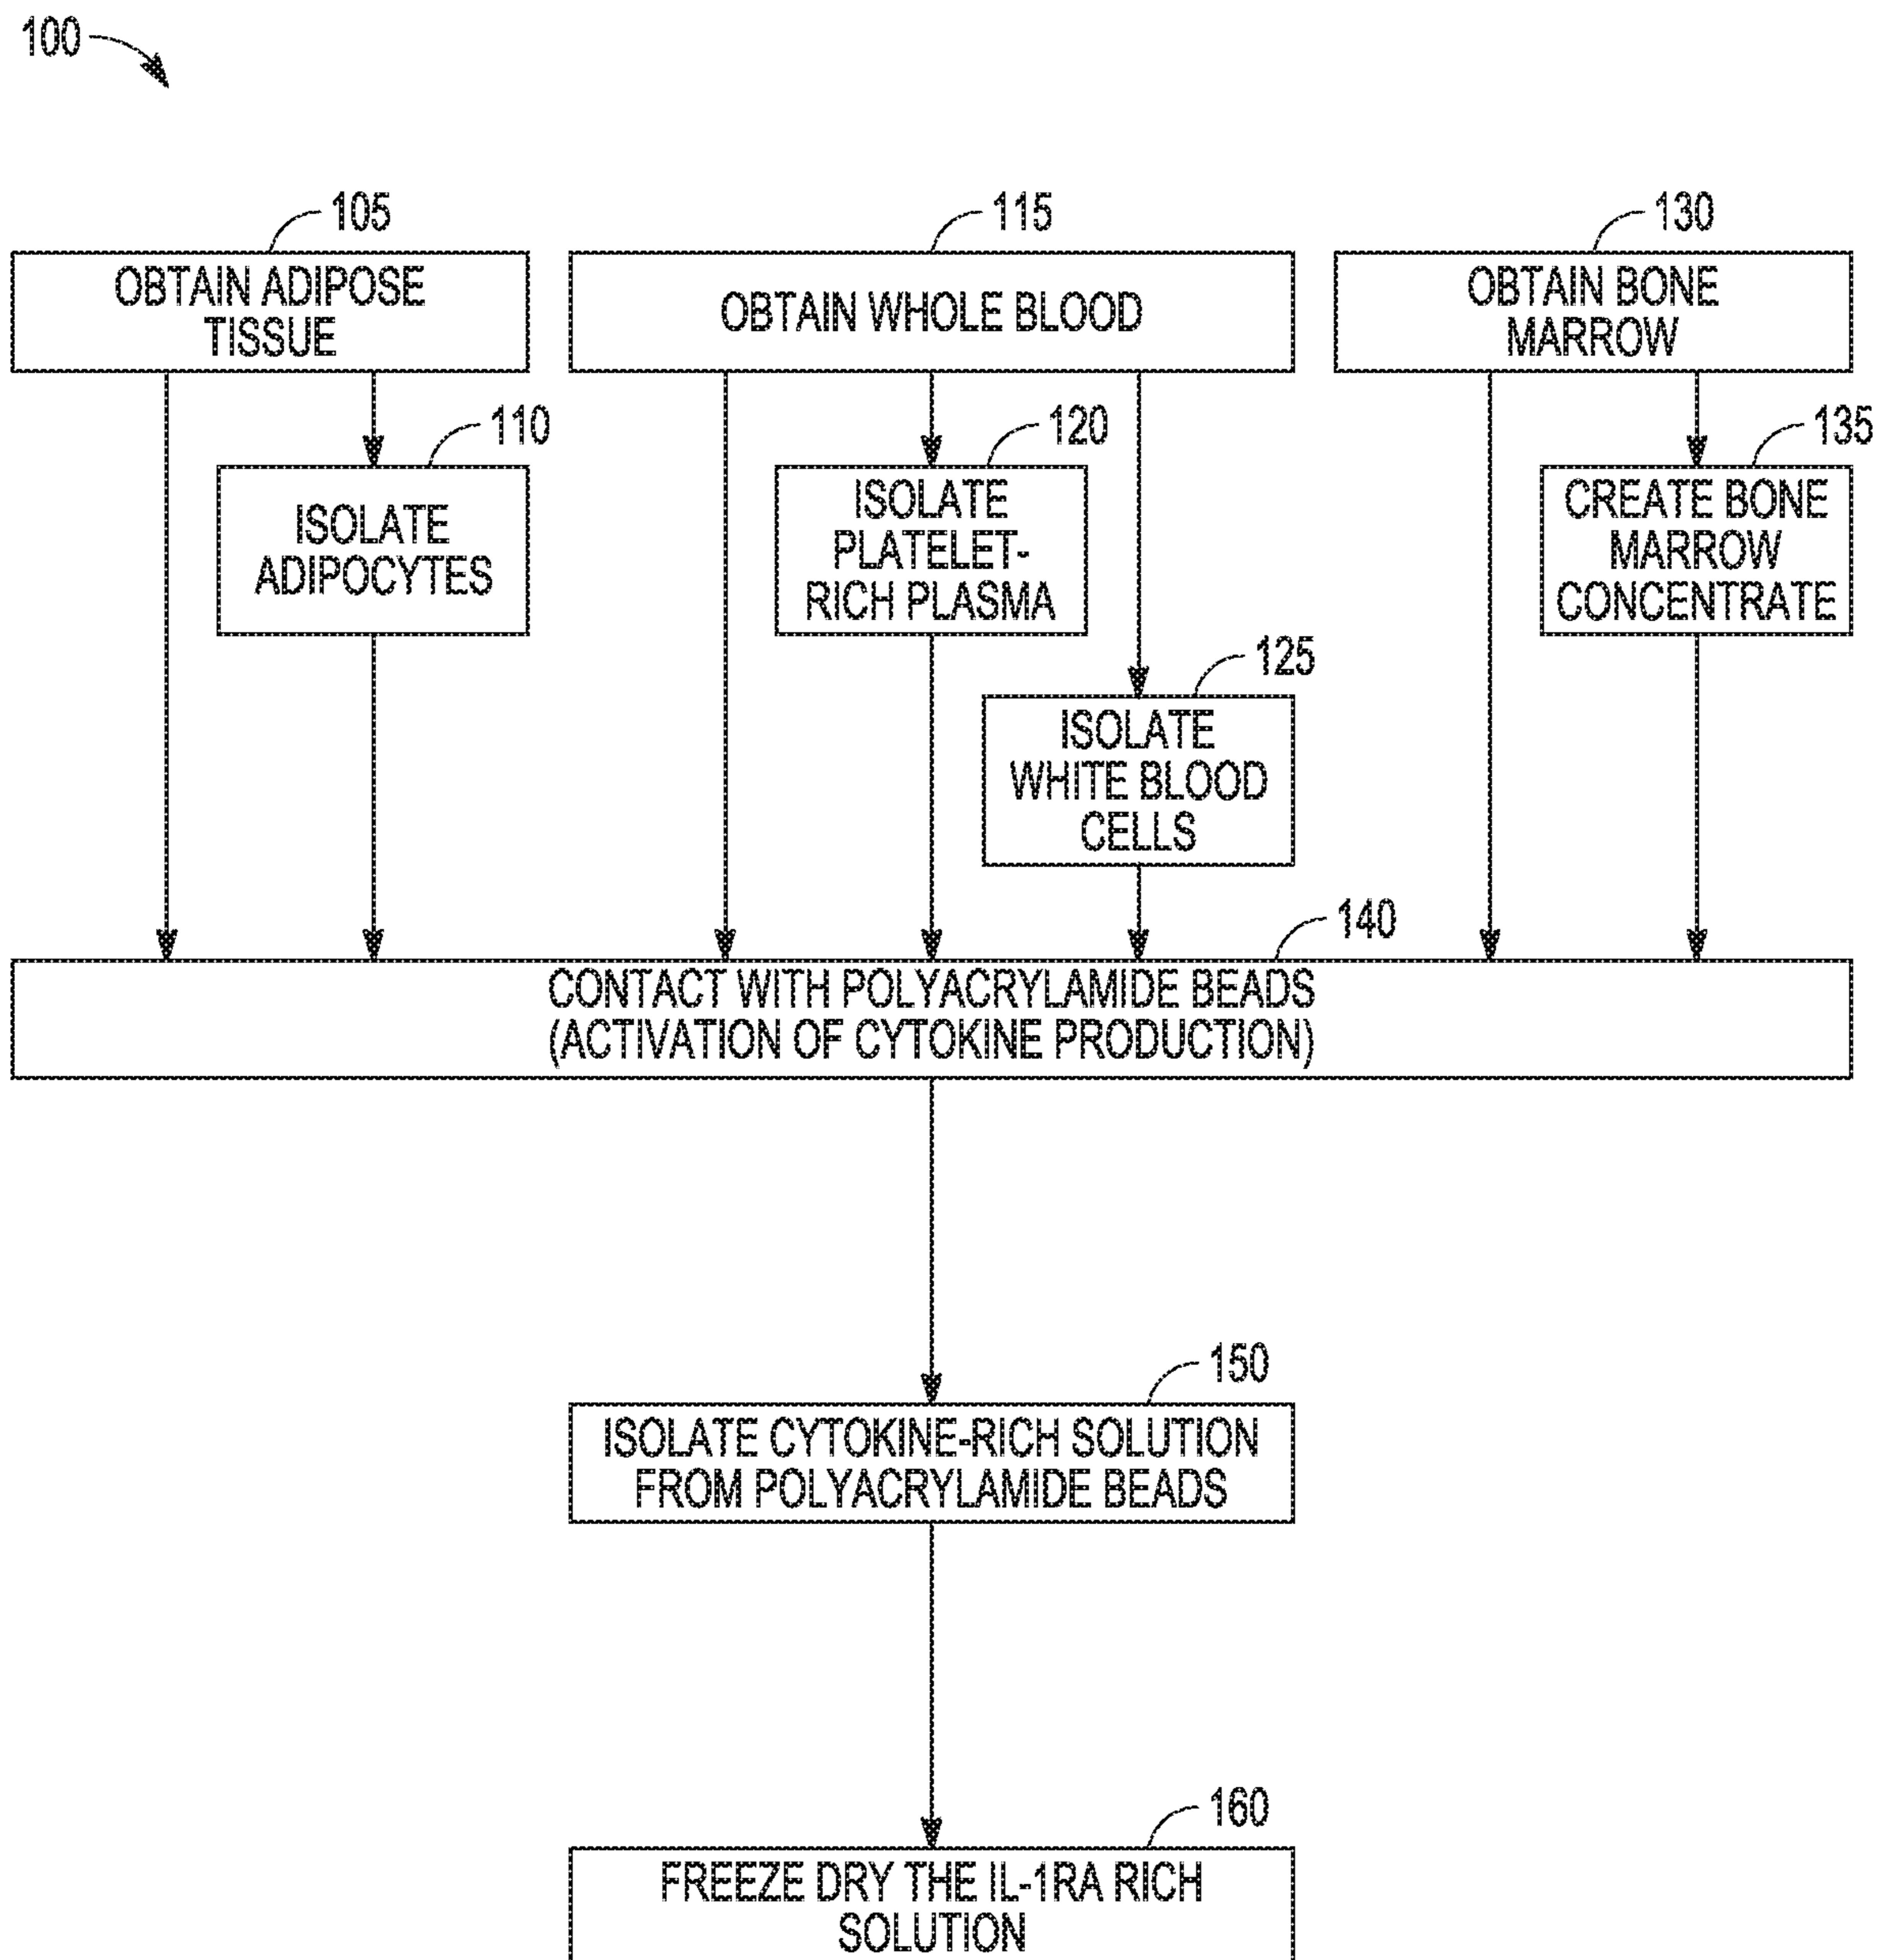 100
105
OBTAIN ADIPOSE
TISSUE
115
OBTAIN WHOLE BLOOD
130
OBTAIN BONE
MARROW
110
ISOLATE
ADIPOCYTES
120
ISOLATE
PLATELET-
RICH PLASMA
135
CREATE BONE
MARROW
CONCENTRATE
125
ISOLATE
WHITE BLOOD
CELLS
140
CONTACT WITH POLYACRYLAMIDE BEADS
(ACTIVATION OF CYTOKINE PRODUCTION)
150
ISOLATE CYTOKINE-RICH SOLUTION
FROM POLYACRYLAMIDE BEADS
160
FREEZE DRY THE IL-1RA RICH
SOLUTION